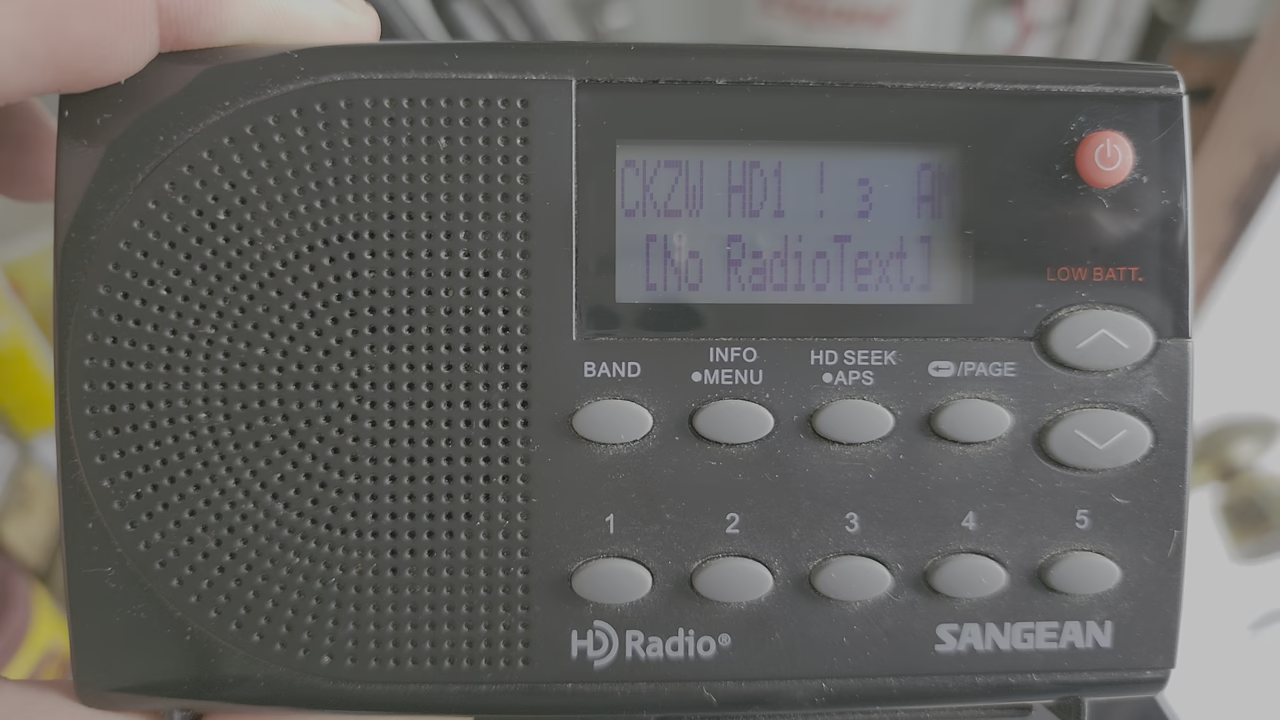 CKZW HD1 ! 3 AM
[No RadioText]
LOW BATT.
BAND
INFO
•MENU
HD SEEK
•APS
/PAGE
1 2 3 4 5
HD Radio®
SANGEAN